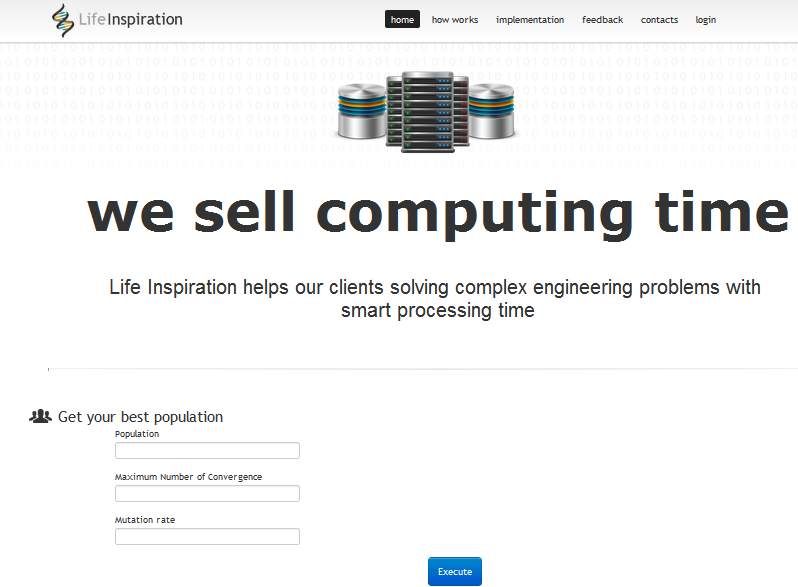 LifeInspiration
home how works implementation feedback contacts login
we sell computing time
Life Inspiration helps our clients solving complex engineering problems with
smart processing time
Get your best population
Population
Maximum Number of Convergence
Mutation rate
Execute